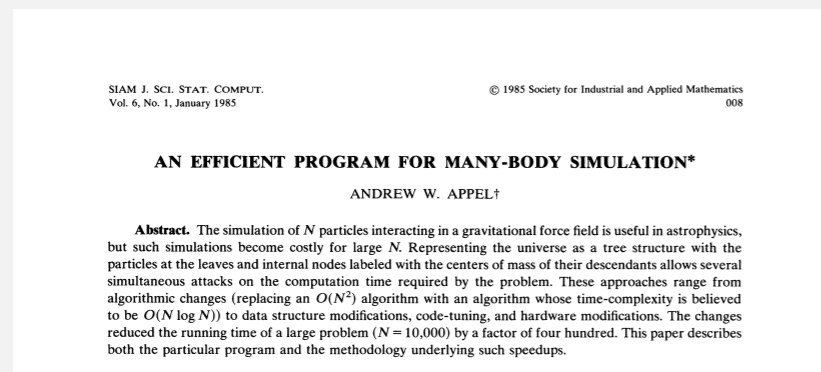 SIAM J. SCI. STAT. COMPUT.
Vol. 6, No. 1, January 1985
© 1985 Society for Industrial and Applied Mathematics
008
AN EFFICIENT PROGRAM FOR MANY-BODY SIMULATION*
ANDREW W. APPEL†
Abstract. The simulation of N particles interacting in a gravitational force field is useful in astrophysics,
but such simulations become costly for large N. Representing the universe as a tree structure with the
particles at the leaves and internal nodes labeled with the centers of mass of their descendants allows several
simultaneous attacks on the computation time required by the problem. These approaches range from
algorithmic changes (replacing an O(N²) algorithm with an algorithm whose time-complexity is believed
to be O(N log N)) to data structure modifications, code-tuning, and hardware modifications. The changes
reduced the running time of a large problem (N = 10,000) by a factor of four hundred. This paper describes
both the particular program and the methodology underlying such speedups.